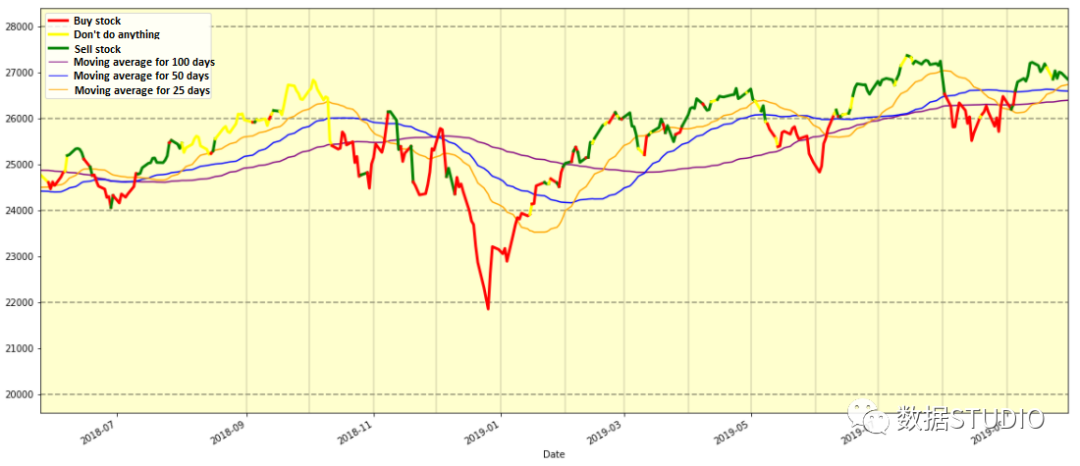 28000
27000
26000
25000
24000
23000
22000
21000
20000
Buy stock
Don't do anything
Sell stock
Moving average for 100 days
Moving average for 50 days
Moving average for 25 days
2018-07
2018-09
2018-11
2019-01
2019-03
2019-05
Date
数据STUDIO